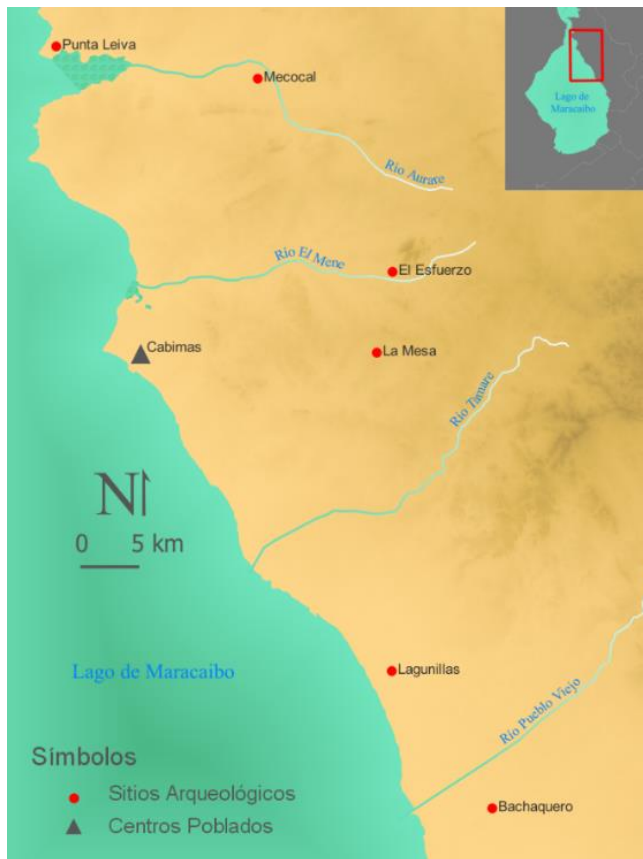 Punta Leiva
Mecocal
Lago de
Maracaibo
Río Aurare
Río El Mene
El Esfuerzo
Cabimas
La Mesa
Río Tamare
N
0 5 km
Lago de Maracaibo
Lagunillas
Río Pueblo Viejo
Símbolos
Sitios Arqueológicos
Centros Poblados
Bachaquero